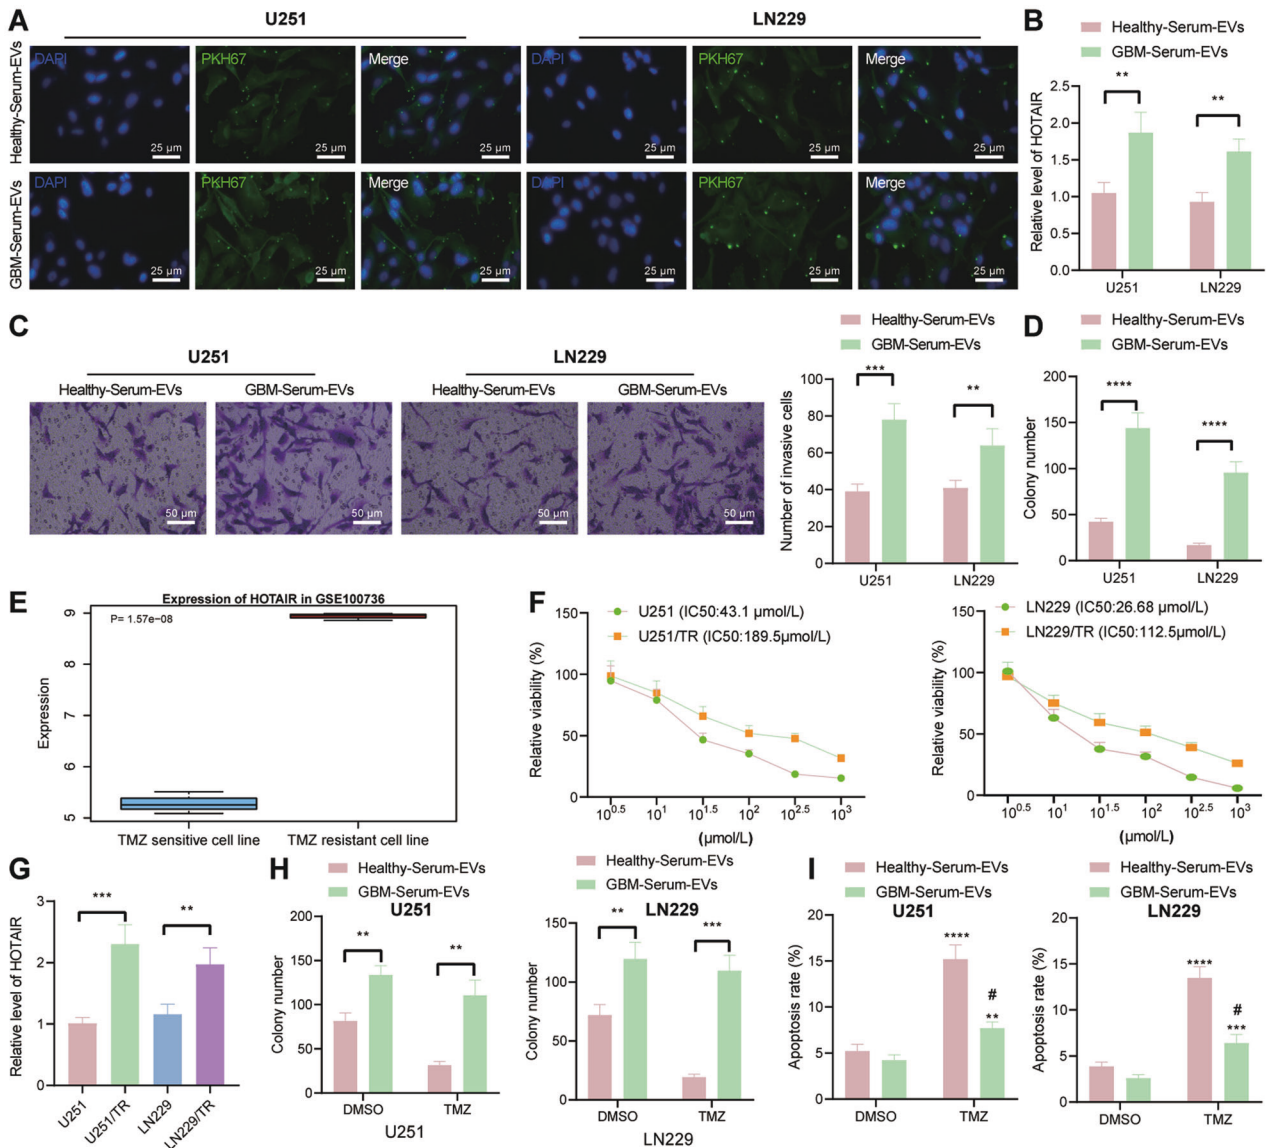 A
U251
LN229
Healthy-Serum-EVs
DAPI
PKH67
Merge
DAPI
PKH67
Merge
25 µm
25 µm
25 µm
25 µm
25 µm
25 µm
GBM-Serum-EVs
DAPI
PKH67
Merge
DAPI
PKH67
Merge
25 µm
25 µm
25 µm
25 µm
25 µm
25 µm
B
Healthy-Serum-EVs
GBM-Serum-EVs
Relative level of HOTAIR
2.5
2.0
1.5
1.0
0.5
0.0
**
**
U251
LN229
C
U251
LN229
Healthy-Serum-EVs
GBM-Serum-EVs
Healthy-Serum-EVs
GBM-Serum-EVs
50 µm
50 µm
50 µm
50 µm
Healthy-Serum-EVs
GBM-Serum-EVs
Number of invasive cells
100
80
60
40
20
0
***
**
U251
LN229
D
Healthy-Serum-EVs
GBM-Serum-EVs
Colony number
200
150
100
50
0
****
****
U251
LN229
E
Expression of HOTAIR in GSE100736
P= 1.57e−08
Expression
9
8
7
6
5
TMZ sensitive cell line
TMZ resistant cell line
F
U251 (IC50:43.1 µmol/L)
U251/TR (IC50:189.5µmol/L)
Relative viability (%)
150
100
50
0
10^0.5
10^1
10^1.5
10^2
10^2.5
10^3
(µmol/L)
LN229 (IC50:26.68 µmol/L)
LN229/TR (IC50:112.5µmol/L)
Relative viability (%)
150
100
50
0
10^0.5
10^1
10^1.5
10^2
10^2.5
10^3
(µmol/L)
G
Relative level of HOTAIR
3
2
1
0
***
**
U251
U251/TR
LN229
LN229/TR
H
Healthy-Serum-EVs
GBM-Serum-EVs
U251
Colony number
200
150
100
50
0
**
**
DMSO
TMZ
U251
Healthy-Serum-EVs
GBM-Serum-EVs
LN229
Colony number
150
100
50
0
**
***
DMSO
TMZ
LN229
I
Healthy-Serum-EVs
GBM-Serum-EVs
U251
Apoptosis rate (%)
20
15
10
5
0
****
#
**
DMSO
TMZ
Healthy-Serum-EVs
GBM-Serum-EVs
LN229
Apoptosis rate (%)
20
15
10
5
0
****
#
***
DMSO
TMZ